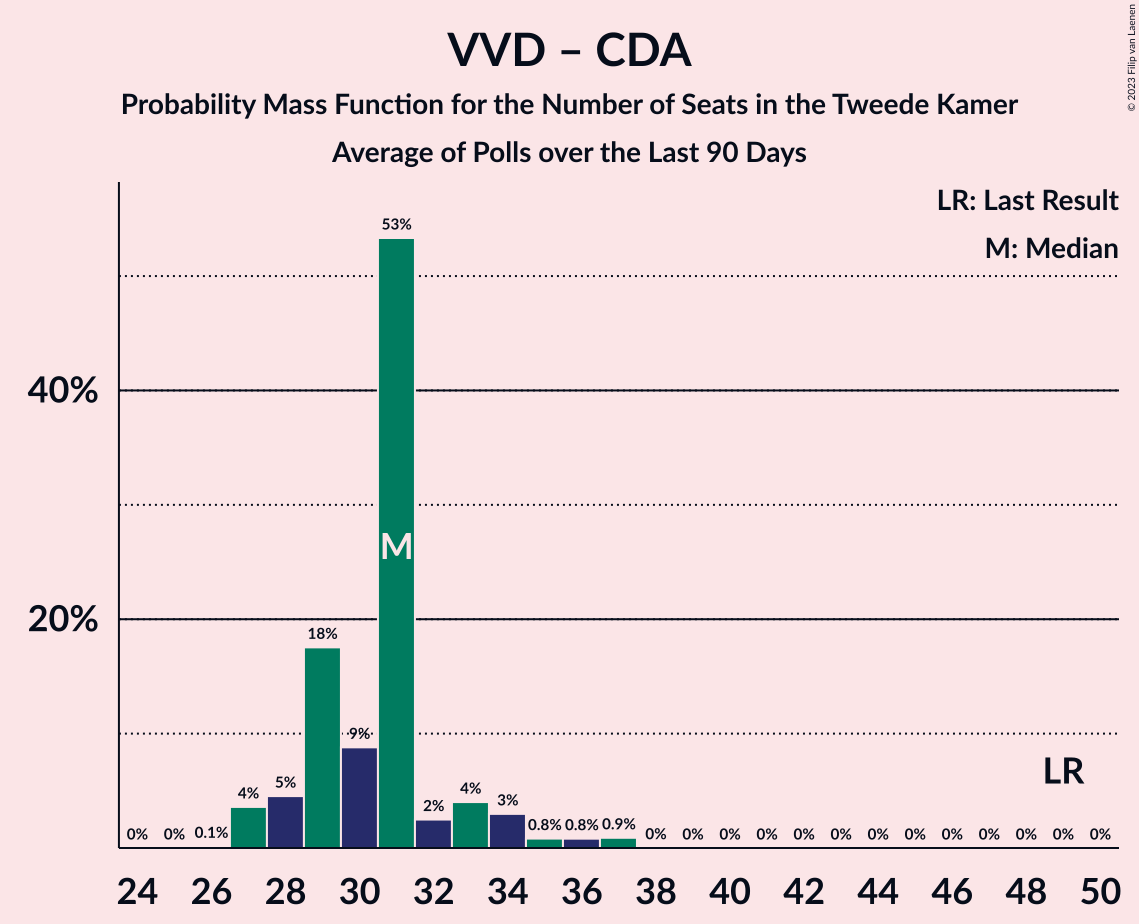 VVD – CDA
Probability Mass Function for the Number of Seats in the Tweede Kamer
Average of Polls over the Last 90 Days
© 2023 Filip van Laenen
LR: Last Result
M: Median
53%
40%
M
20%
18%
9%
LR
5%
4%
4%
3%
2%
0% 0% 0.1% 0.8% 0.8% 0.9% 0% 0% 0% 0% 0% 0% 0% 0% 0% 0% 0% 0% 0%
24 26 28 30 32 34 36 38 40 42 44 46 48 50